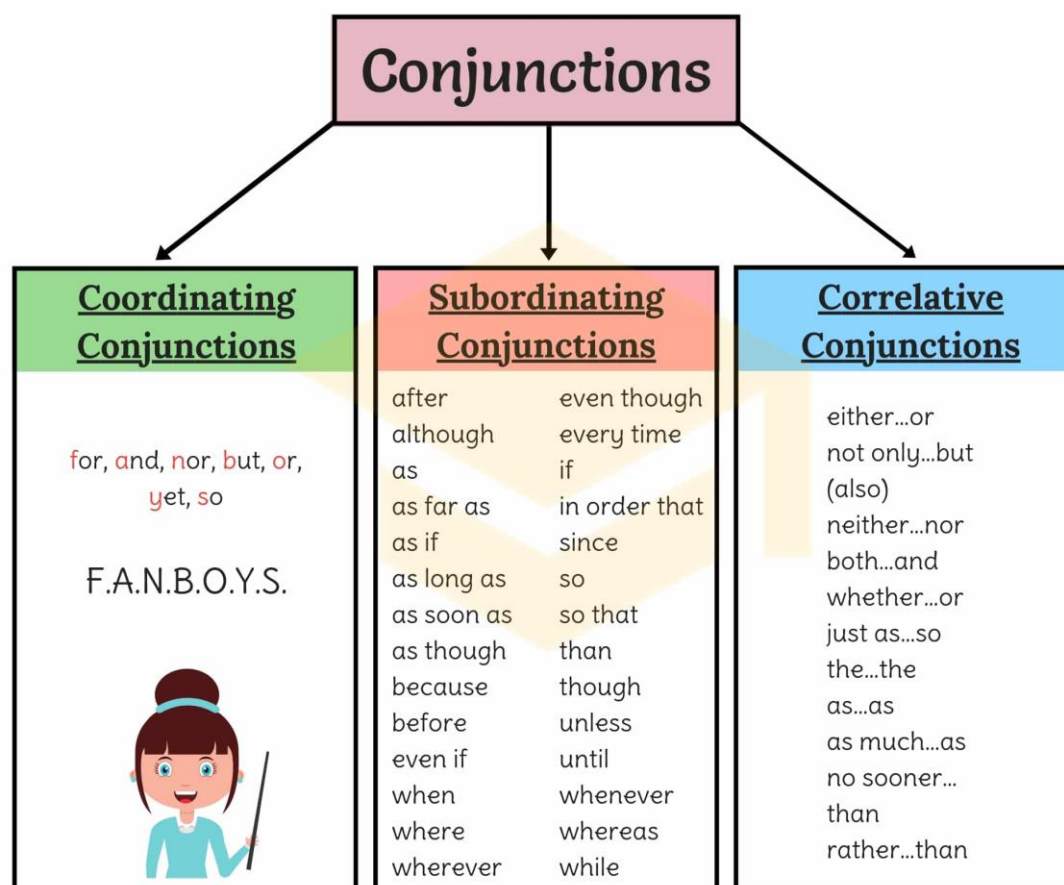 Conjunctions
Coordinating
Conjunctions
for, and, nor, but, or,
yet, so
F.A.N.B.O.Y.S.
Subordinating
Conjunctions
after
although
as
as far as
as if
as long as
as soon as
as though
because
before
even if
when
where
wherever
even though
every time
if
in order that
since
so
so that
than
though
unless
until
whenever
whereas
while
Correlative
Conjunctions
either...or
not only...but
(also)
neither...nor
both...and
whether...or
just as...so
the...the
as...as
as much...as
no sooner...
than
rather...than